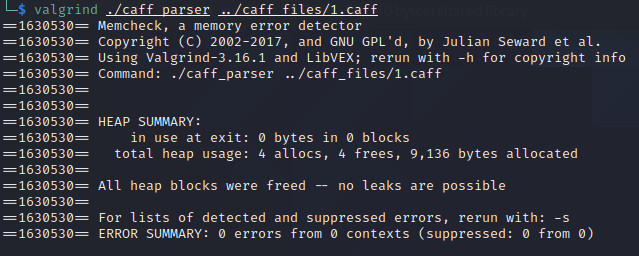 └─$ valgrind ./caff_parser ../caff_files/1.caff
==1630530== Memcheck, a memory error detector
==1630530== Copyright (C) 2002-2017, and GNU GPL'd, by Julian Seward et al.
==1630530== Using Valgrind-3.16.1 and LibVEX; rerun with -h for copyright info
==1630530== Command: ./caff_parser ../caff_files/1.caff
==1630530==
==1630530==
==1630530== HEAP SUMMARY:
==1630530==     in use at exit: 0 bytes in 0 blocks
==1630530==   total heap usage: 4 allocs, 4 frees, 9,136 bytes allocated
==1630530==
==1630530== All heap blocks were freed -- no leaks are possible
==1630530==
==1630530== For lists of detected and suppressed errors, rerun with: -s
==1630530== ERROR SUMMARY: 0 errors from 0 contexts (suppressed: 0 from 0)